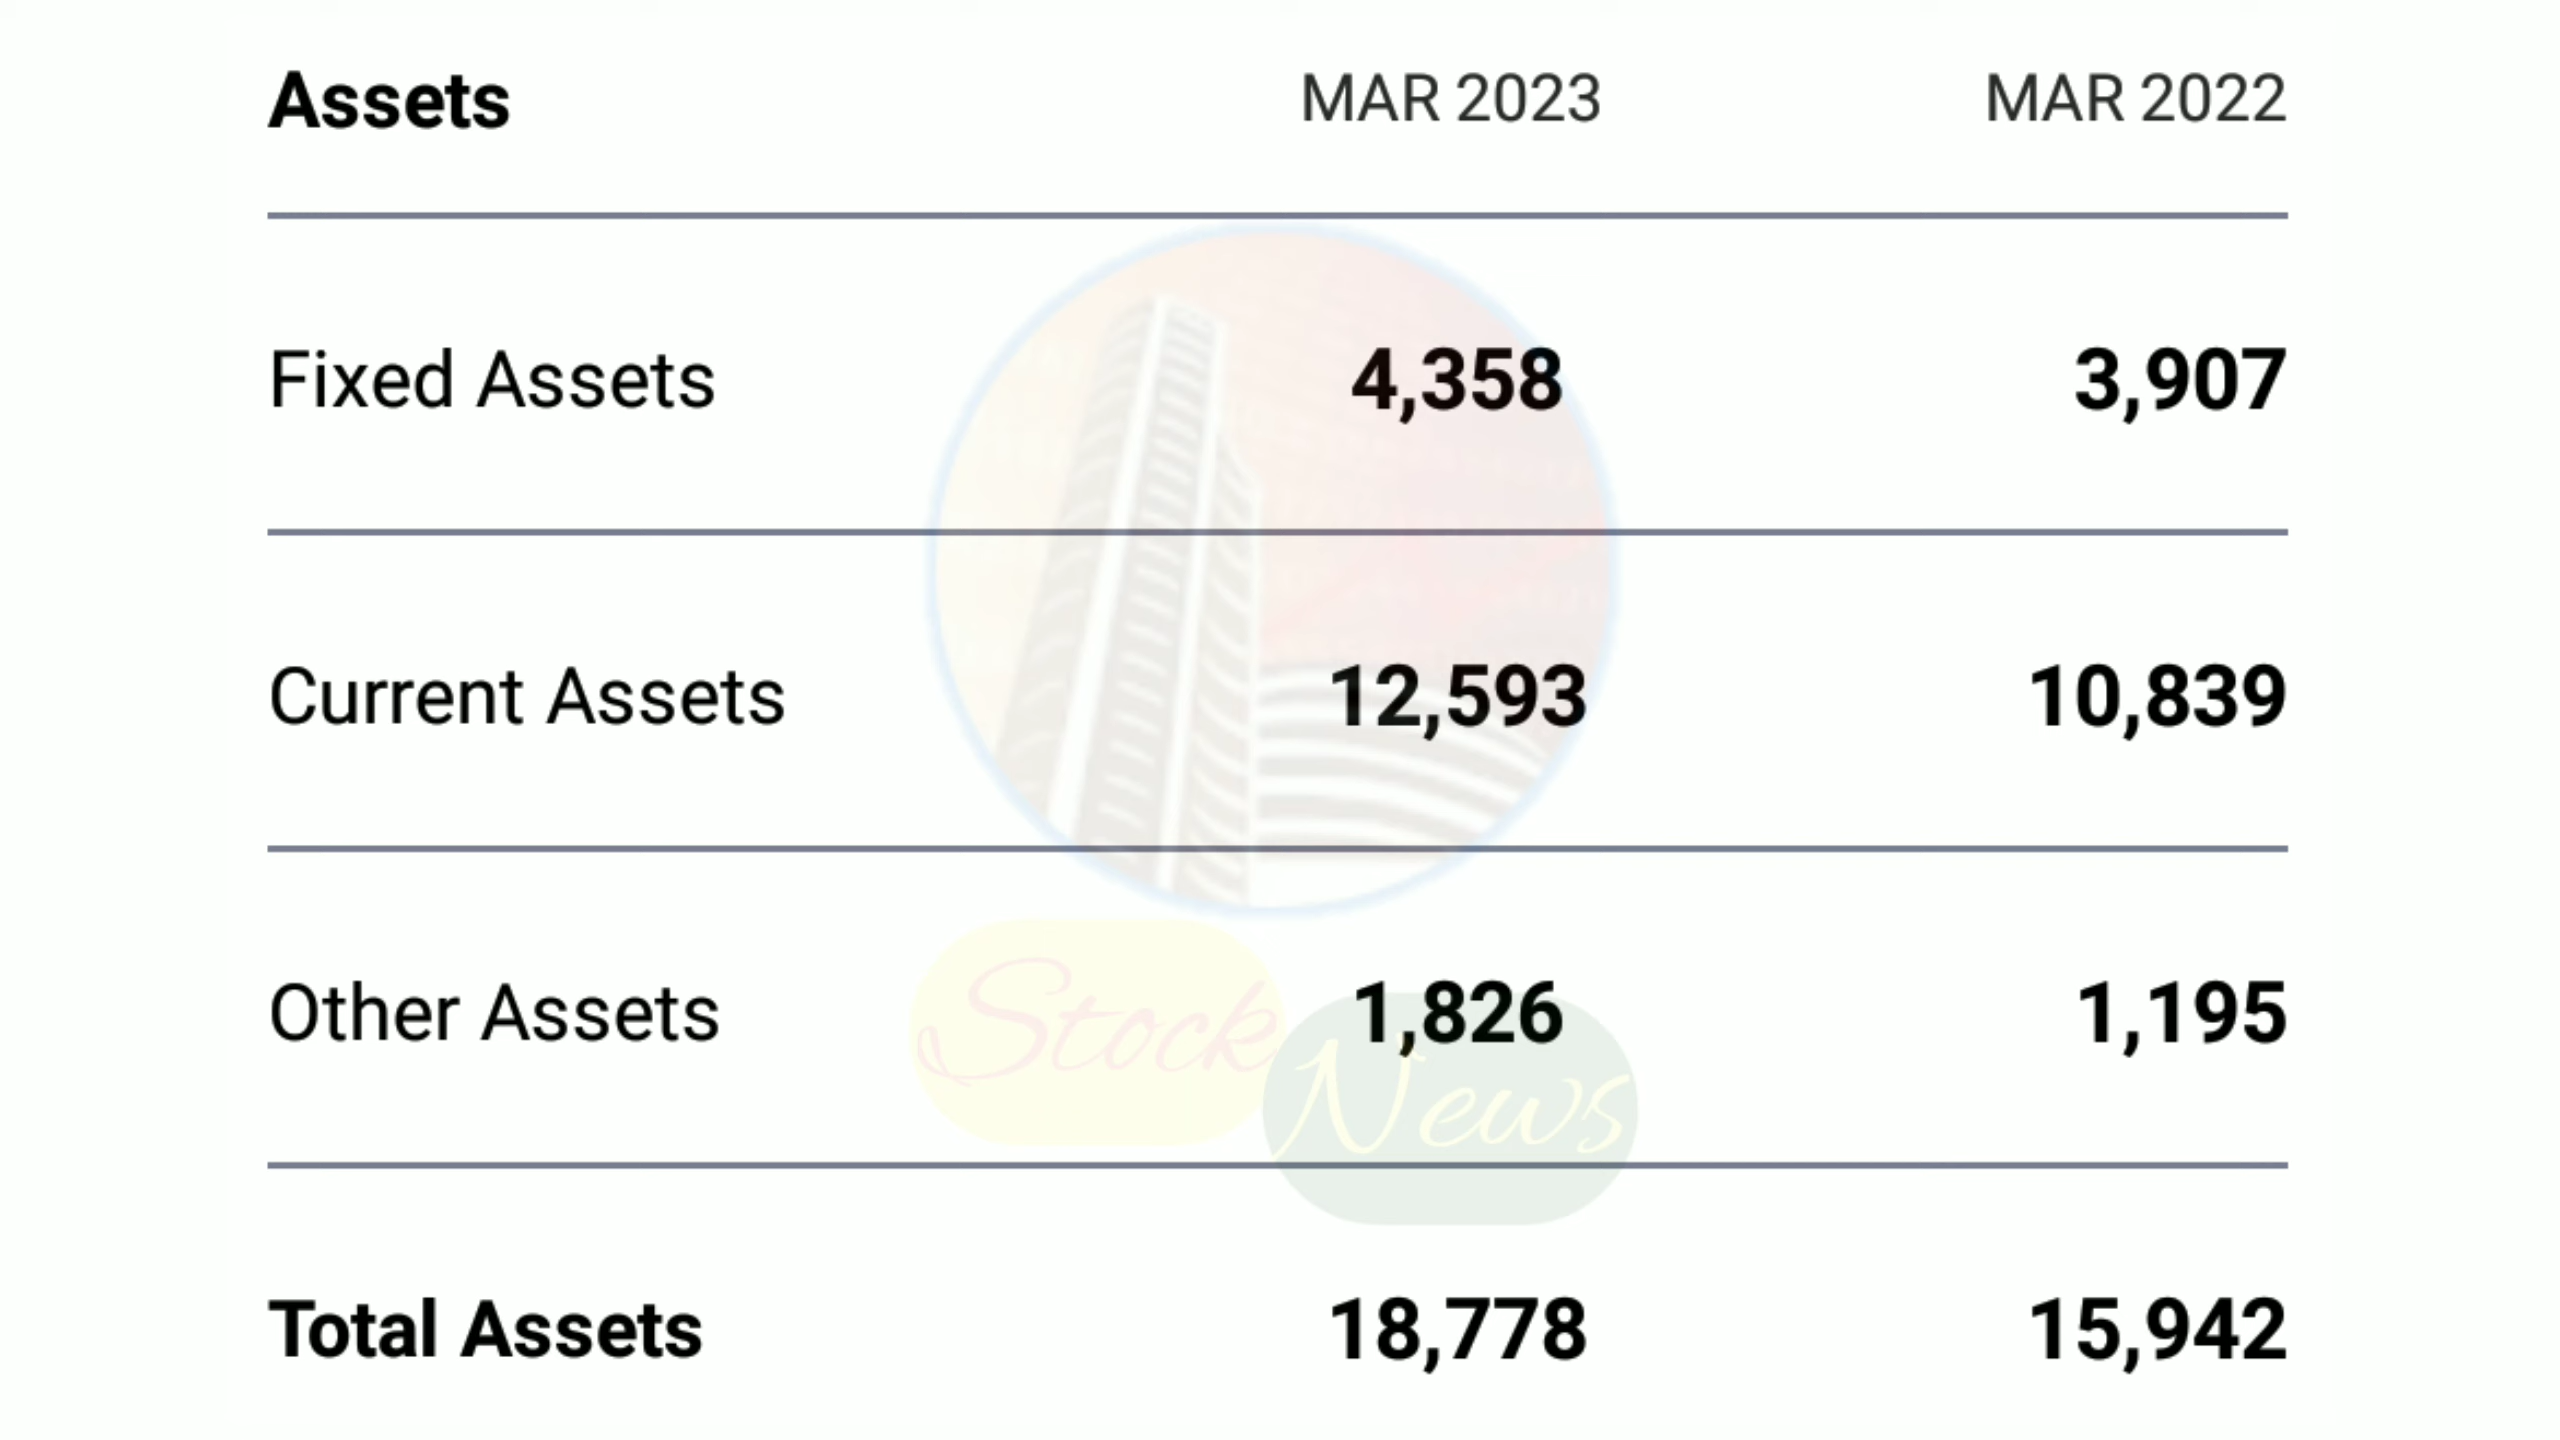 Assets MAR 2023 MAR 2022
Fixed Assets 4,358 3,907
Current Assets 12,593 10,839
Other Assets 1,826 1,195
Stock
News
Total Assets 18,778 15,942